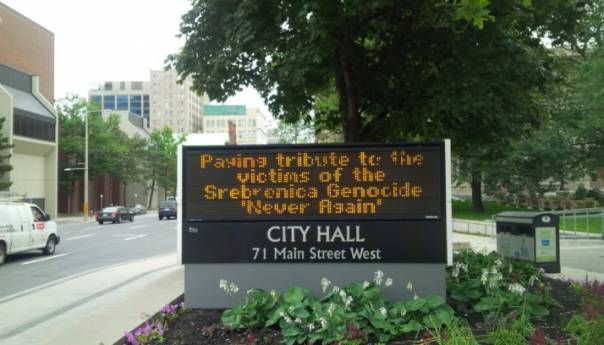 Paying tribute to the
victims of the
Srebrenica Genocide
'Never Again'
CITY HALL
71 Main Street West